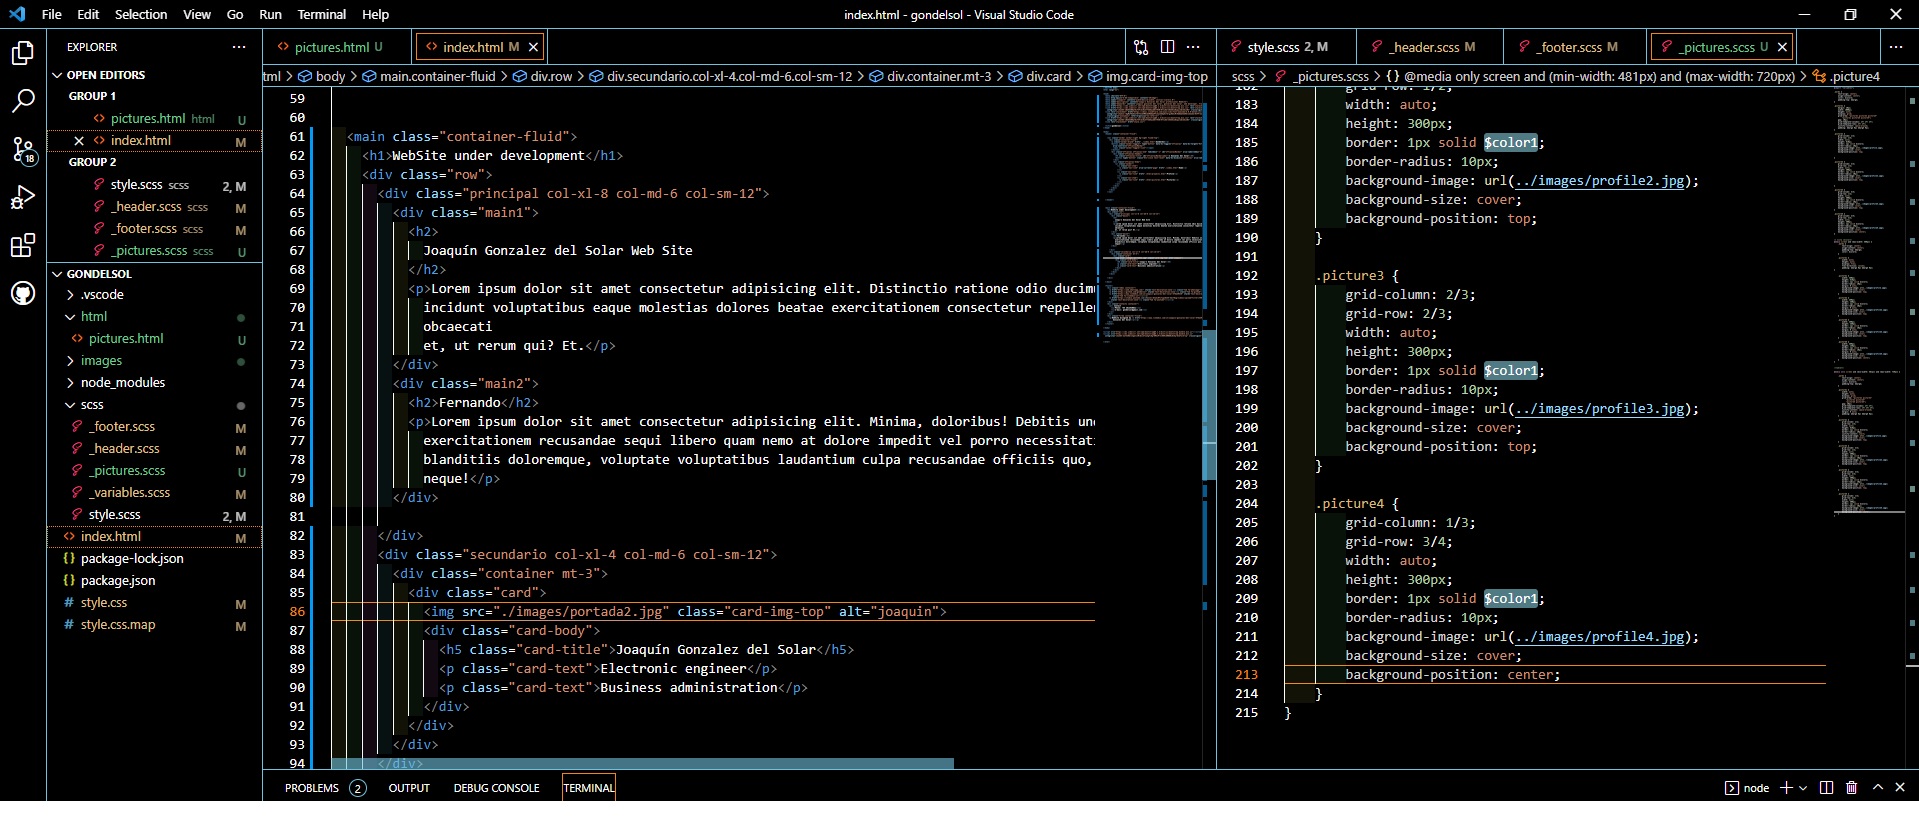 File Edit Selection View Go Run Terminal Help
index.html - gondelsol - Visual Studio Code
EXPLORER
OPEN EDITORS
GROUP 1
pictures.html html U
index.html M
GROUP 2
style.scss scss 2, M
_header.scss scss M
_footer.scss scss M
_pictures.scss scss U
GONDELSOL
.vscode
html
pictures.html U
images
node_modules
scss
_footer.scss M
_header.scss M
_pictures.scss U
_variables.scss M
style.scss 2, M
index.html M
package-lock.json
package.json
style.css M
style.css.map M
18
pictures.html U
index.html M
tml > body > main.container-fluid > div.row > div.secundario.col-xl-4.col-md-6.col-sm-12 > div.container.mt-3 > div.card > img.card-img-top
59
60
61 <main class="container-fluid">
62 <h1>WebSite under development</h1>
63 <div class="row">
64 <div class="principal col-xl-8 col-md-6 col-sm-12">
65 <div class="main1">
66 <h2>
67 Joaquín Gonzalez del Solar Web Site
68 </h2>
69 <p>Lorem ipsum dolor sit amet consectetur adipisicing elit. Distinctio ratione odio ducimu
70 incidunt voluptatibus eaque molestias dolores beatae exercitationem consectetur repeller
71 obcaecati
72 et, ut rerum qui? Et.</p>
73 </div>
74 <div class="main2">
75 <h2>Fernando</h2>
76 <p>Lorem ipsum dolor sit amet consectetur adipisicing elit. Minima, doloribus! Debitis und
77 exercitationem recusandae sequi libero quam nemo at dolore impedit vel porro necessitati
78 blanditiis doloremque, voluptate voluptatibus laudantium culpa recusandae officiis quo,
79 neque!</p>
80 </div>
81
82 </div>
83 <div class="secundario col-xl-4 col-md-6 col-sm-12">
84 <div class="container mt-3">
85 <div class="card">
86 <img src="./images/portada2.jpg" class="card-img-top" alt="joaquin">
87 <div class="card-body">
88 <h5 class="card-title">Joaquín Gonzalez del Solar</h5>
89 <p class="card-text">Electronic engineer</p>
90 <p class="card-text">Business administration</p>
91 </div>
92 </div>
93 </div>
94 </div>
style.scss 2, M
_header.scss M
_footer.scss M
_pictures.scss U
scss > _pictures.scss > {} @media only screen and (min-width: 481px) and (max-width: 720px) > .picture4
182 grid-row: 1/2;
183 width: auto;
184 height: 300px;
185 border: 1px solid $color1;
186 border-radius: 10px;
187 background-image: url(../images/profile2.jpg);
188 background-size: cover;
189 background-position: top;
190 }
191
192 .picture3 {
193 grid-column: 2/3;
194 grid-row: 2/3;
195 width: auto;
196 height: 300px;
197 border: 1px solid $color1;
198 border-radius: 10px;
199 background-image: url(../images/profile3.jpg);
200 background-size: cover;
201 background-position: top;
202 }
203
204 .picture4 {
205 grid-column: 1/3;
206 grid-row: 3/4;
207 width: auto;
208 height: 300px;
209 border: 1px solid $color1;
210 border-radius: 10px;
211 background-image: url(../images/profile4.jpg);
212 background-size: cover;
213 background-position: center;
214 }
215 }
PROBLEMS 2 OUTPUT DEBUG CONSOLE TERMINAL
node